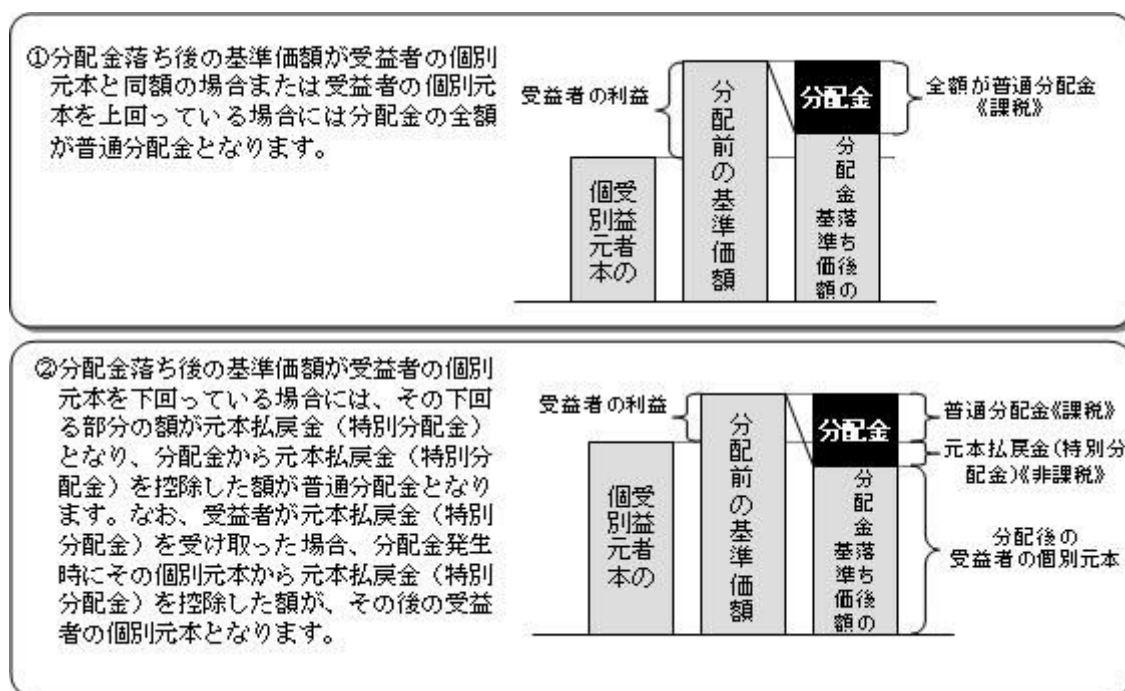 ①分配金落ち後の基準価額が受益者の個別
元本と同額の場合または受益者の個別元
本を上回っている場合には分配金の全額
が普通分配金となります。
受益者の利益
受益者の
個別元本
分配前の基準価額
分配金
分配金落ち後の
基準価額
全額が普通分配金
《課税》
②分配金落ち後の基準価額が受益者の個別
元本を下回っている場合には、その下回
る部分の額が元本払戻金（特別分配金）
となり、分配金から元本払戻金（特別分
配金）を控除した額が普通分配金となり
ます。なお、受益者が元本払戻金（特別
分配金）を受け取った場合、分配金発生
時にその個別元本から元本払戻金（特別
分配金）を控除した額が、その後の受益
者の個別元本となります。
受益者の利益
受益者の
個別元本
分配前の基準価額
分配金
分配金落ち後の
基準価額
普通分配金《課税》
元本払戻金(特別分
配金)《非課税》
分配後の
受益者の個別元本